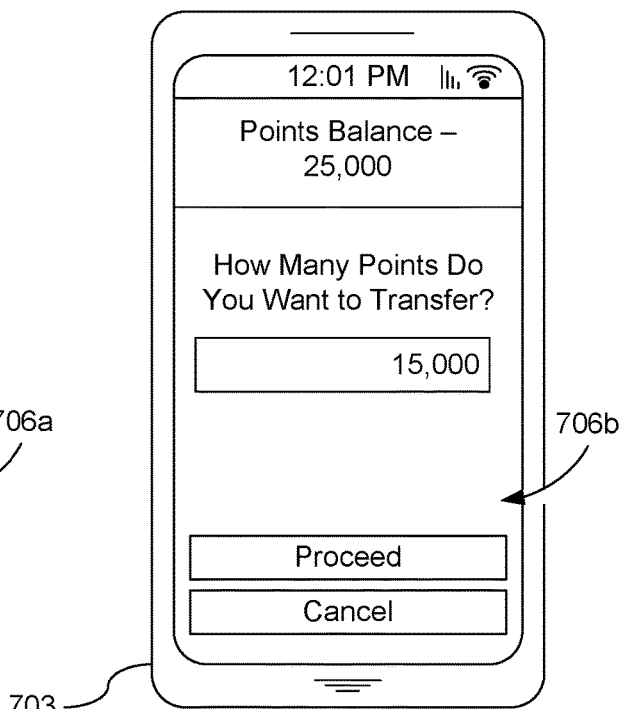 12:01 PM
Points Balance –
25,000
How Many Points Do
You Want to Transfer?
15,000
706a
706b
Proceed
Cancel
703